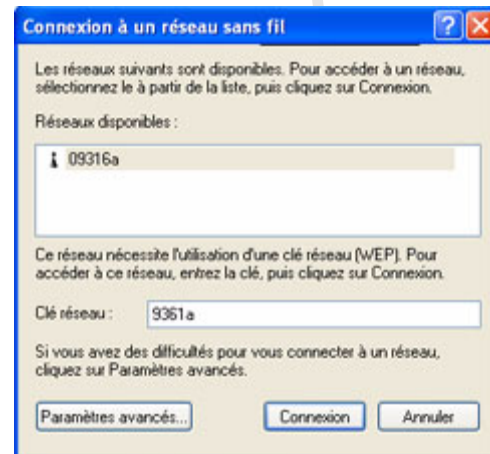 Connexion à un réseau sans fil
Les réseaux suivants sont disponibles. Pour accéder à un réseau,
sélectionnez le à partir de la liste, puis cliquez sur Connexion.
Réseaux disponibles :
09316a
Ce réseau nécessite l'utilisation d'une clé réseau (WEP). Pour
accéder à ce réseau, entrez la clé, puis cliquez sur Connexion.
Clé réseau : 9361a
Si vous avez des difficultés pour vous connecter à un réseau,
cliquez sur Paramètres avancés.
Paramètres avancés... Connexion Annuler